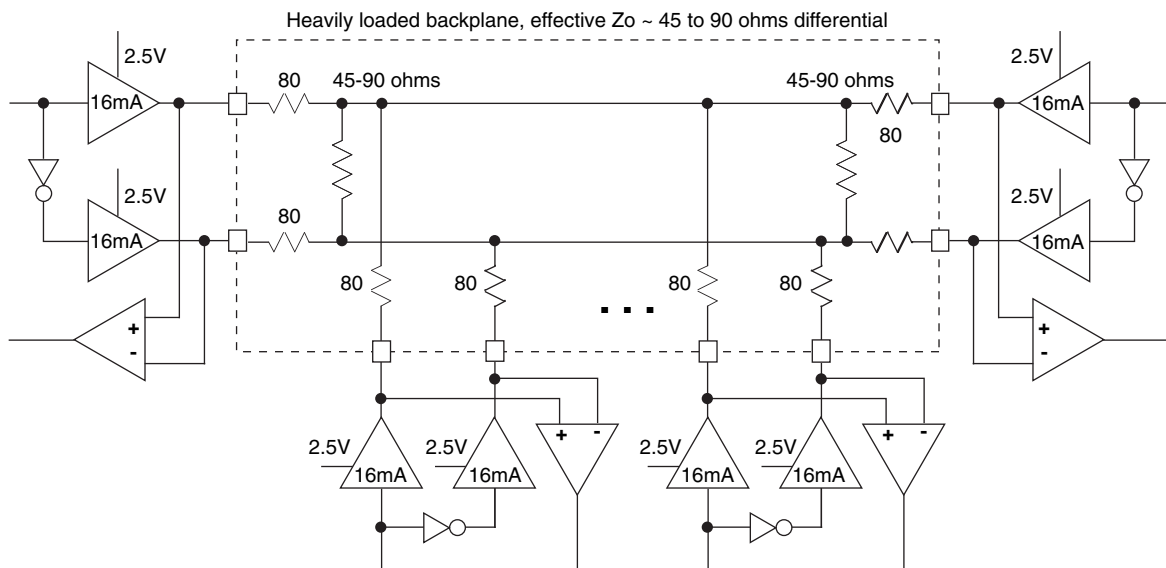 Heavily loaded backplane, effective Zo ~ 45 to 90 ohms differential
2.5V
2.5V
80
45-90 ohms
45-90 ohms
16mA
16mA
80
2.5V
80
2.5V
16mA
16mA
80
80
80
80
+
-
. . .
+
-
+
-
+
-
2.5V
16mA
2.5V
16mA
2.5V
16mA
2.5V
16mA